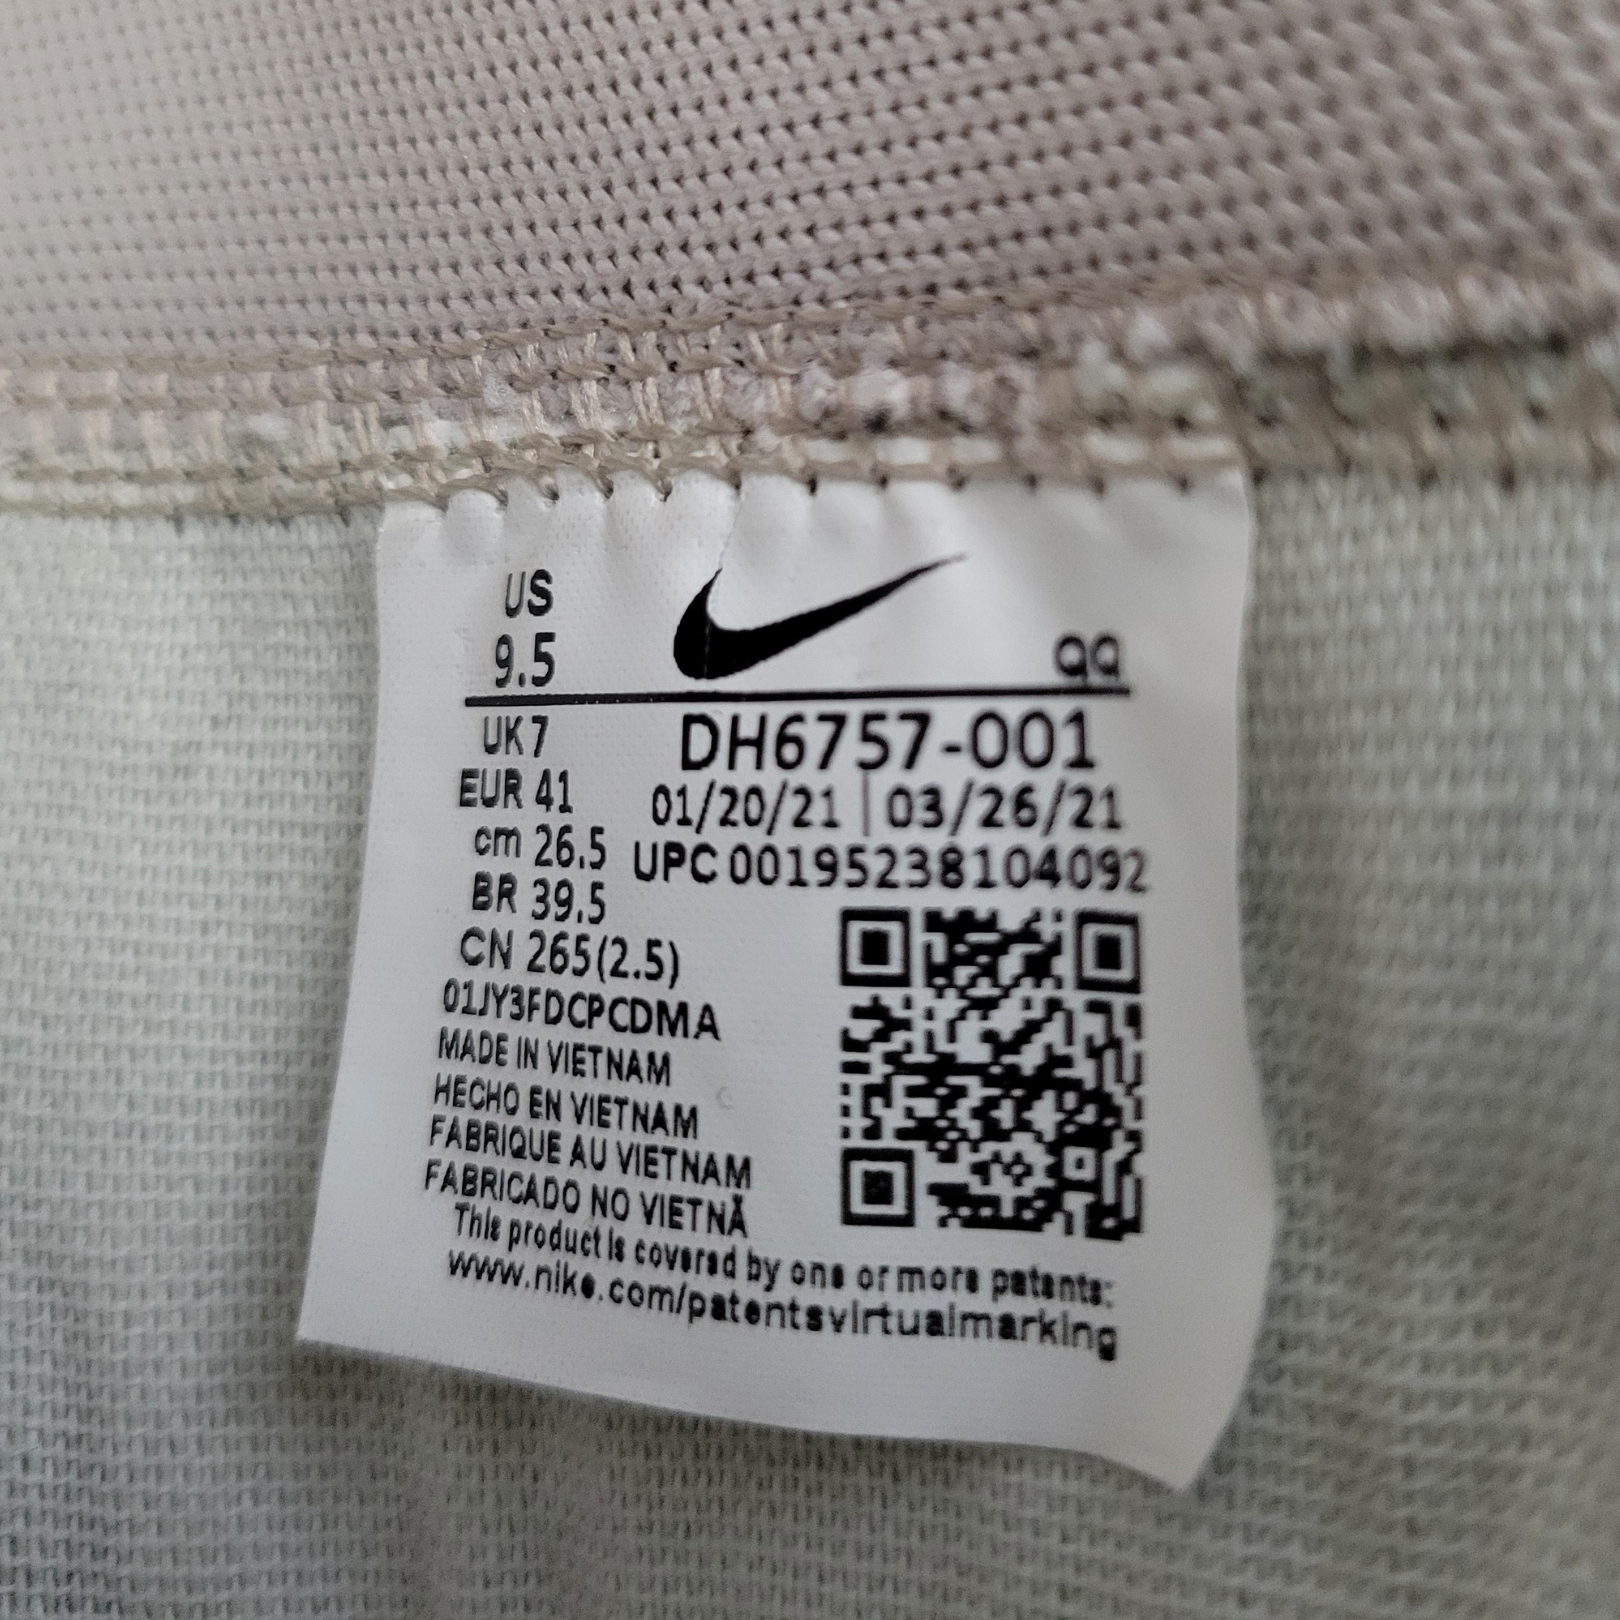 US
9.5
QQ
UK 7
DH6757-001
EUR 41
01/20/21 | 03/26/21
cm 26.5
UPC 00195238104092
BR 39.5
CN 265(2.5)
01JY3FDCPCDMA
MADE IN VIETNAM
HECHO EN VIETNAM
FABRIQUE AU VIETNAM
FABRICADO NO VIETNÃ
This product is covered by one or more patents:
www.nike.com/patentsvirtualmarking